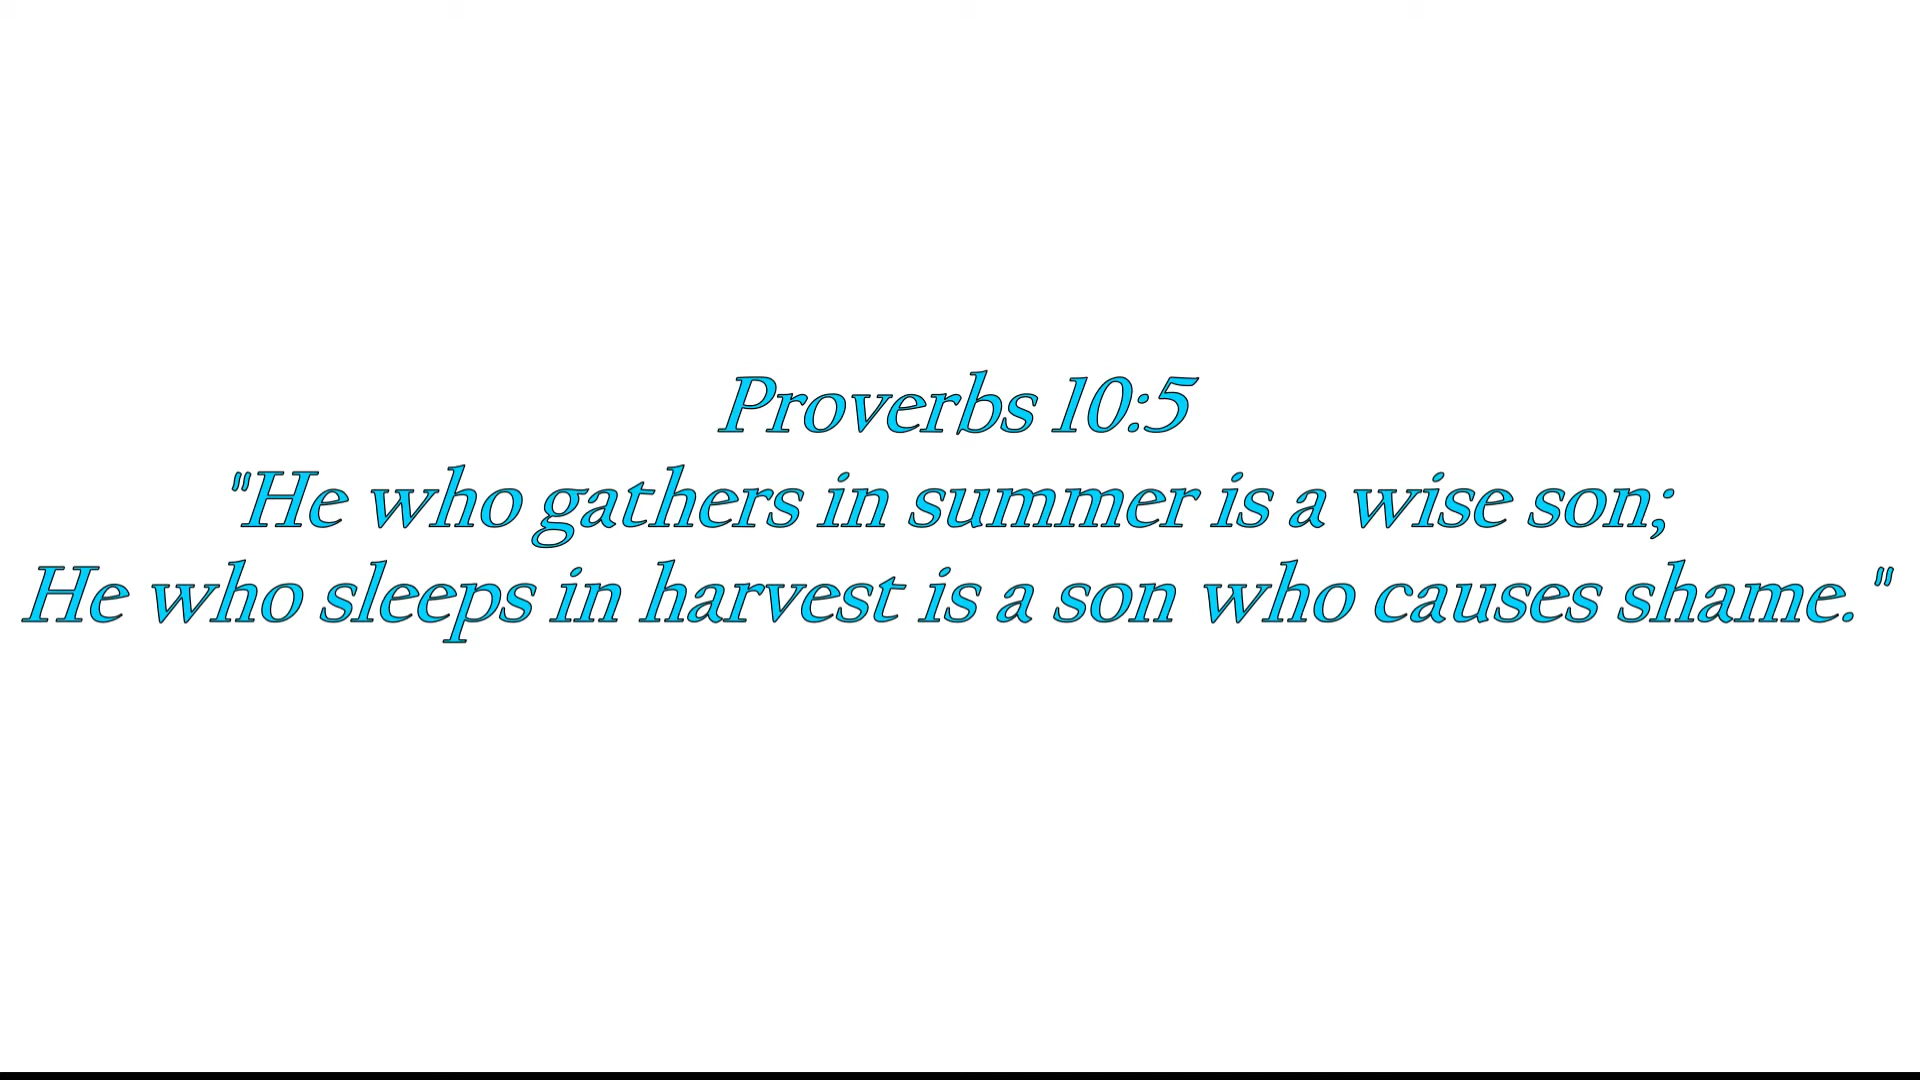 Proverbs 10:5
"He who gathers in summer is a wise son;
He who sleeps in harvest is a son who causes shame."